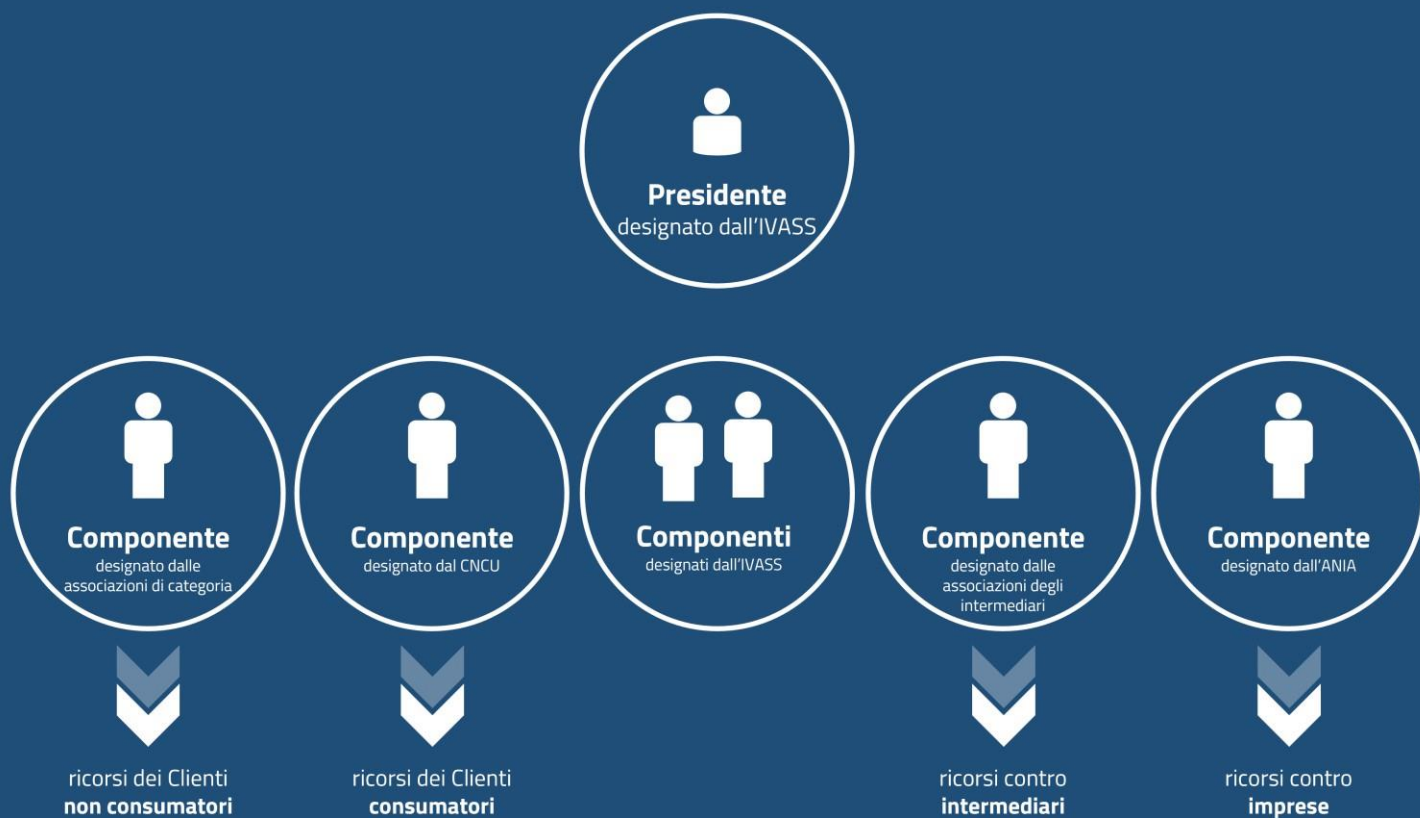 Presidente
designato dall'IVASS
Componente
designato dalle
associazioni di categoria
Componente
designato dal CNCU
Componenti
designati dall'IVASS
Componente
designato dalle
associazioni degli
intermediari
Componente
designato dall'ANIA
ricorsi dei Clienti
non consumatori
ricorsi dei Clienti
consumatori
ricorsi contro
intermediari
ricorsi contro
imprese